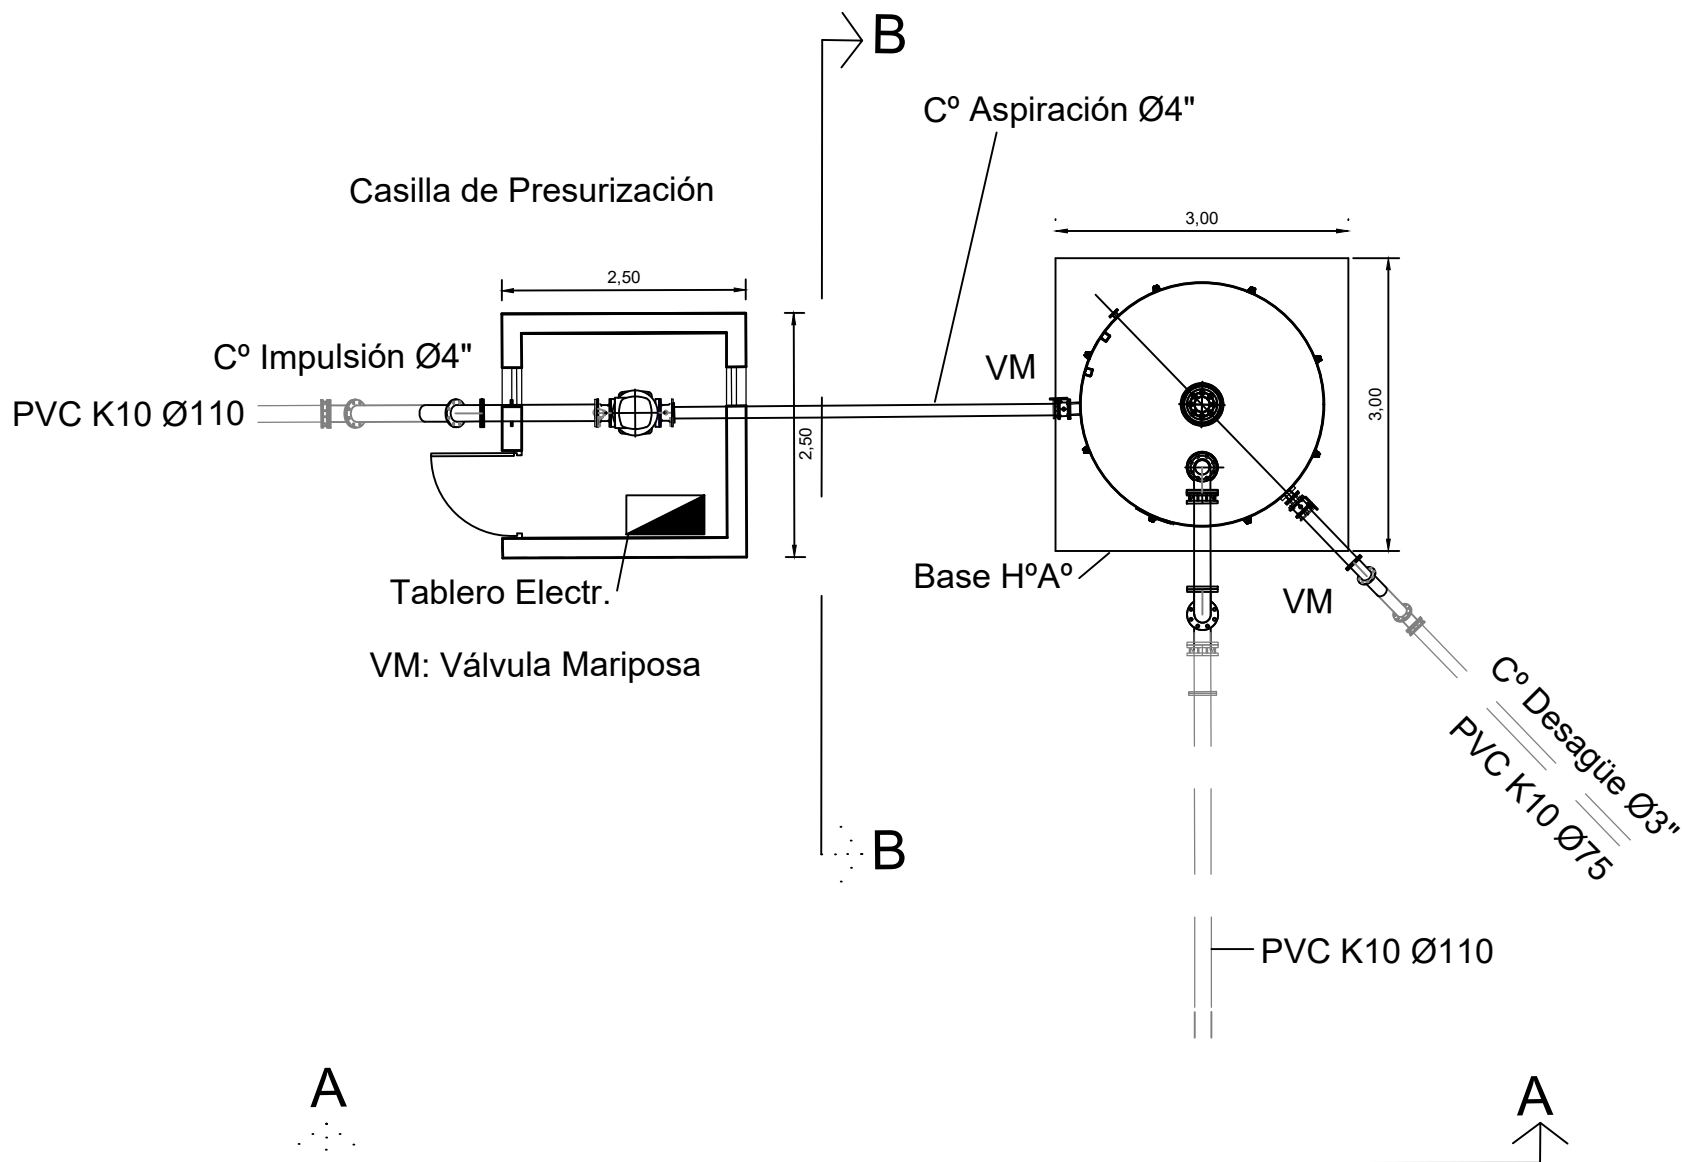 B
Cº Aspiración Ø4"
Casilla de Presurización
3,00
2,50
Cº Impulsión Ø4"
VM
PVC K10 Ø110
3,00
2,50
Base HºAº
Tablero Electr.
VM
VM: Válvula Mariposa
Cº Desagüe Ø3"
PVC K10 Ø75
B
PVC K10 Ø110
A
A